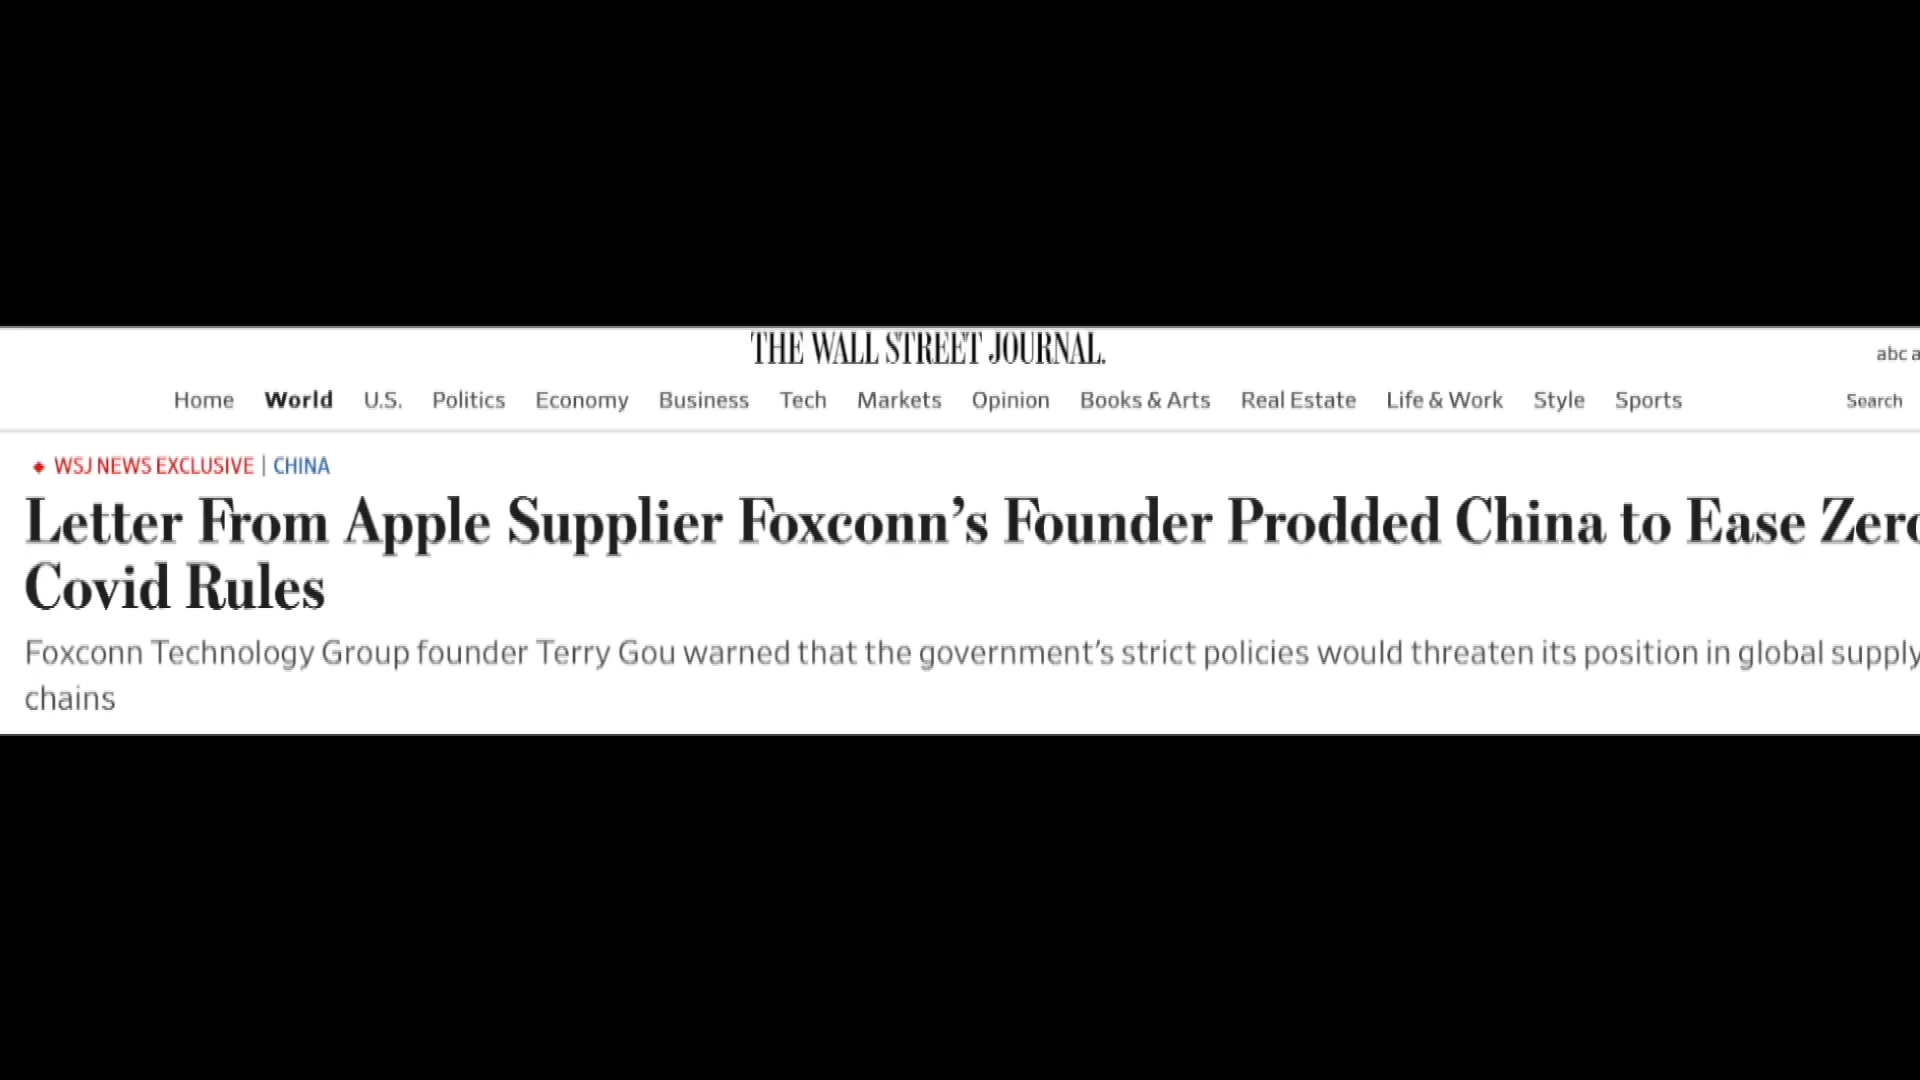 THE WALL STREET JOURNAL.
abc a
Home World U.S. Politics Economy Business Tech Markets Opinion Books & Arts Real Estate Life & Work Style Sports Search
WSJ NEWS EXCLUSIVE | CHINA
Letter From Apple Supplier Foxconn’s Founder Prodded China to Ease Zero
Covid Rules
Foxconn Technology Group founder Terry Gou warned that the government’s strict policies would threaten its position in global supply
chains